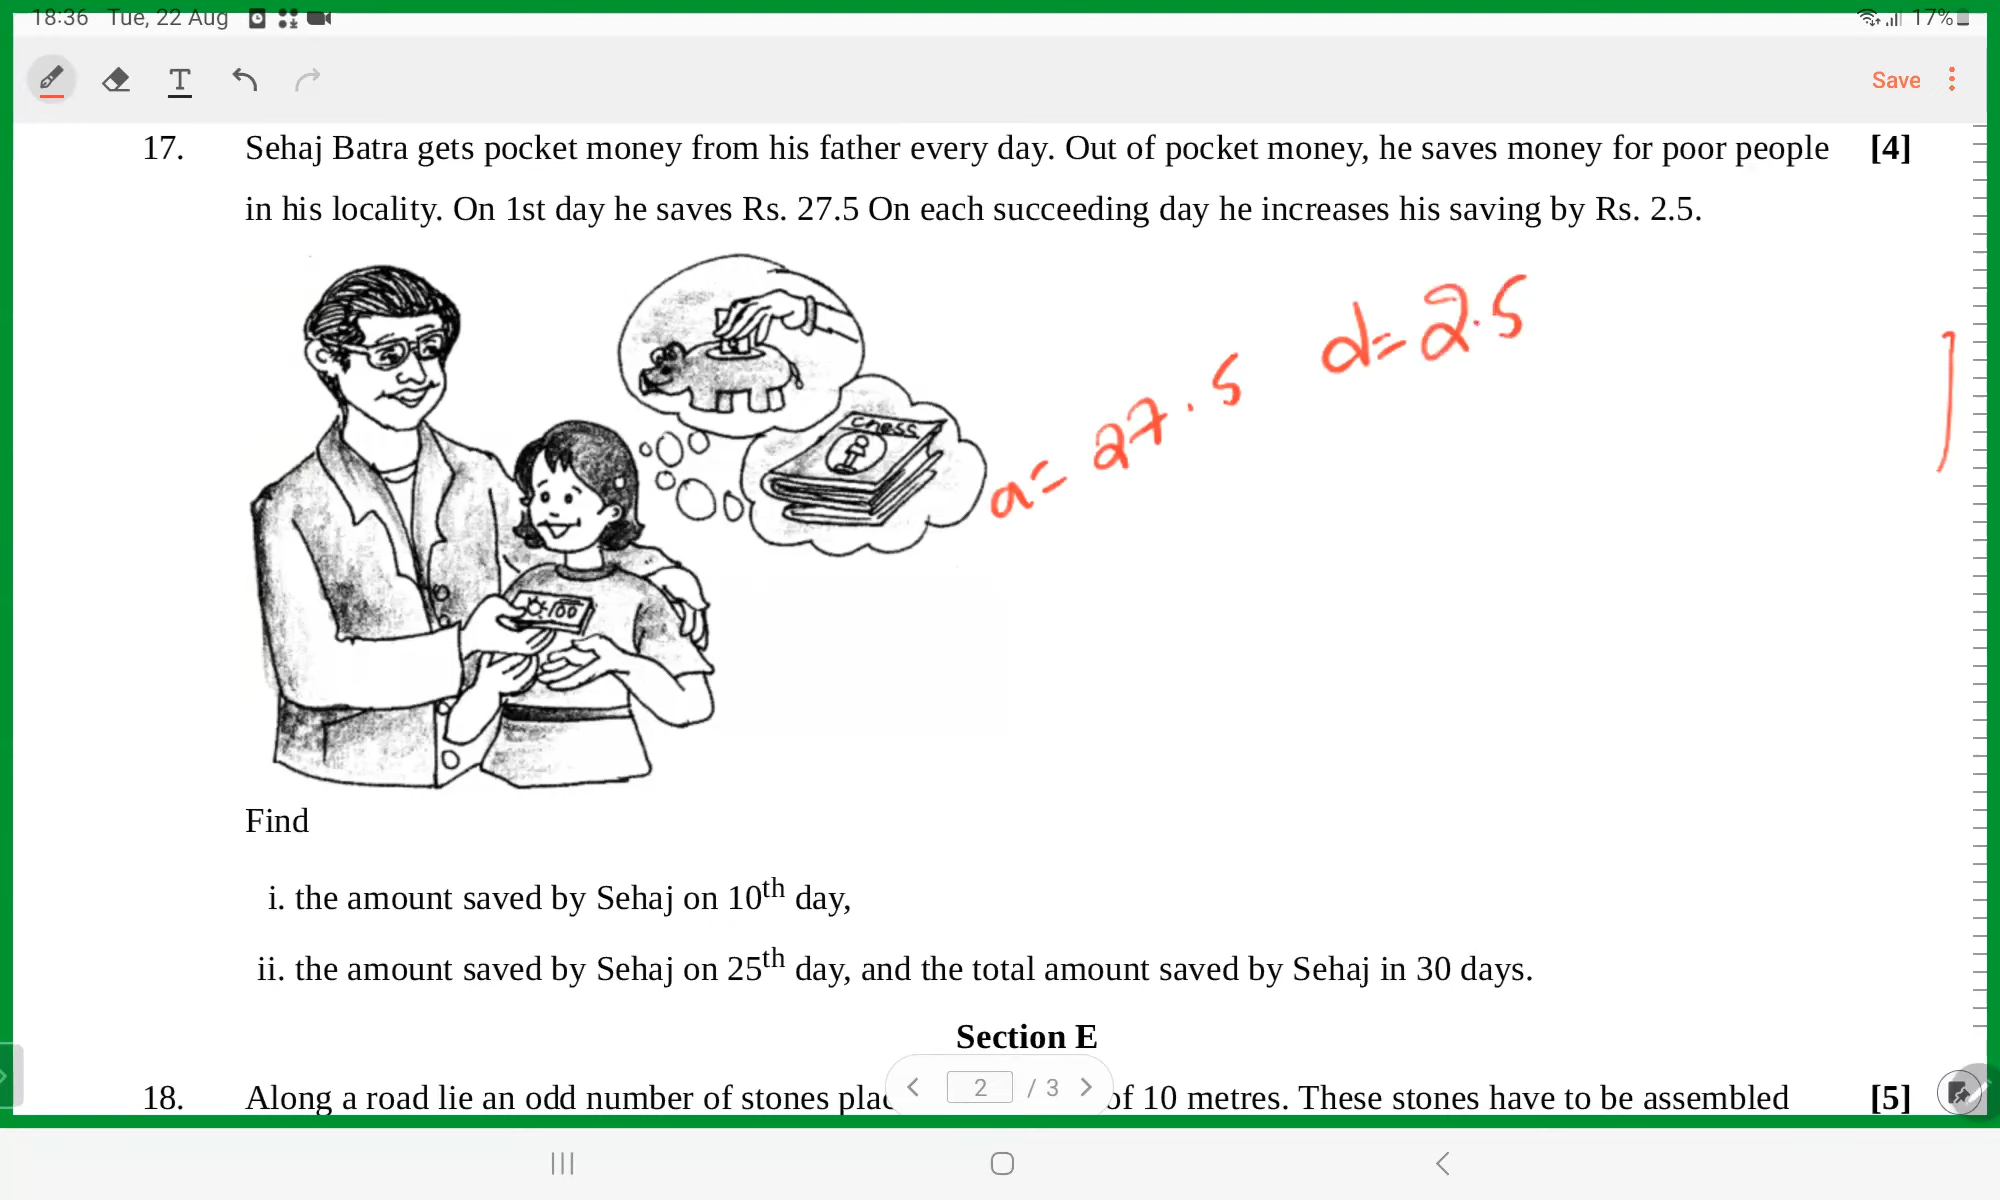 18:36 Tue, 22 Aug 17%
T Save
17. Sehaj Batra gets pocket money from his father every day. Out of pocket money, he saves money for poor people [4]
in his locality. On 1st day he saves Rs. 27.5 On each succeeding day he increases his saving by Rs. 2.5.
d = 2.5
a = 27.5
chess
100
Find
i. the amount saved by Sehaj on 10th day,
ii. the amount saved by Sehaj on 25th day, and the total amount saved by Sehaj in 30 days.
Section E
2 / 3
18. Along a road lie an odd number of stones plac of 10 metres. These stones have to be assembled [5]